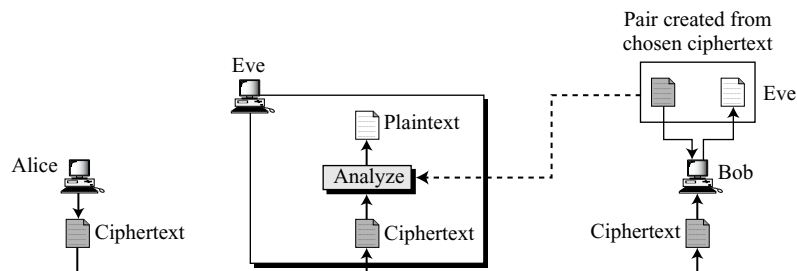 Pair created from
chosen ciphertext
Eve
Eve
Plaintext
Alice
Analyze
Bob
Ciphertext
Ciphertext
Ciphertext